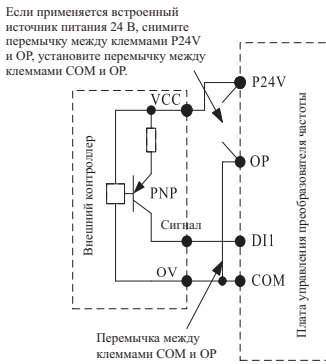 Если применяется встроенный
источник питания 24 В, снимите
перемычку между клеммами P24V
и OP, установите перемычку между
клеммами COM и OP.
VCC
P24V
OP
PNP
Внешний контроллер
Плата управления преобразователя частоты
Сигнал
DI1
OV
COM
Перемычка между
клеммами COM и OP